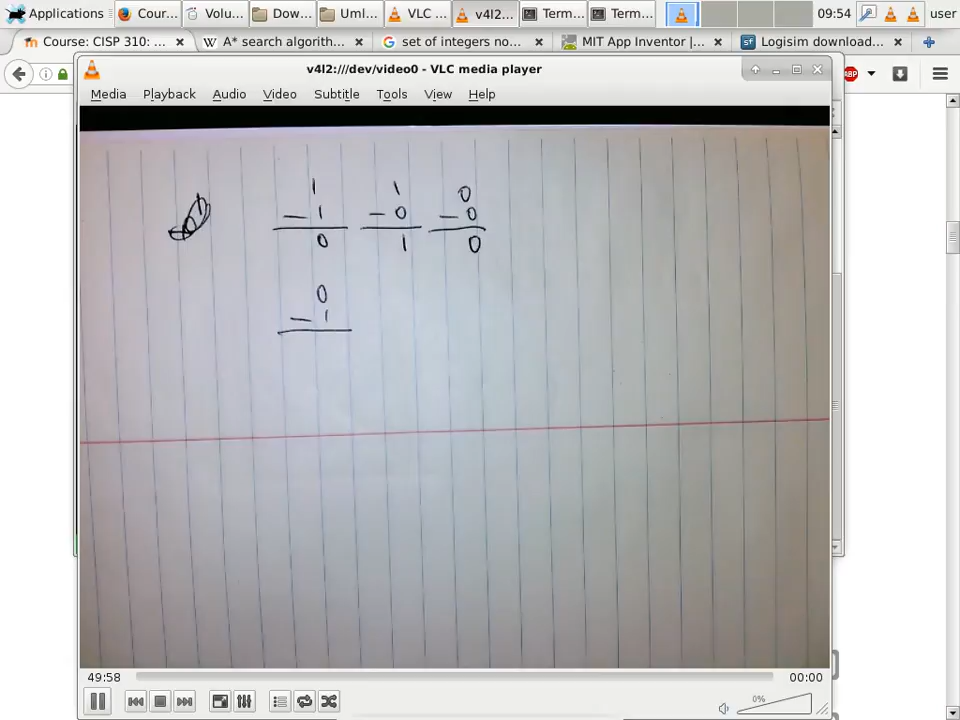 Applications Cour... Volu... Dow... Uml... VLC ... v4l2... Term... Term... 09:54 user
Course: CISP 310: ... A* search algorith... set of integers no... MIT App Inventor | ... Logisim download...
v4l2:///dev/video0 - VLC media player
Media Playback Audio Video Subtitle Tools View Help
1 1 0
- 1 - 0 - 0
0 1 0
0
- 1
49:58 00:00
0%